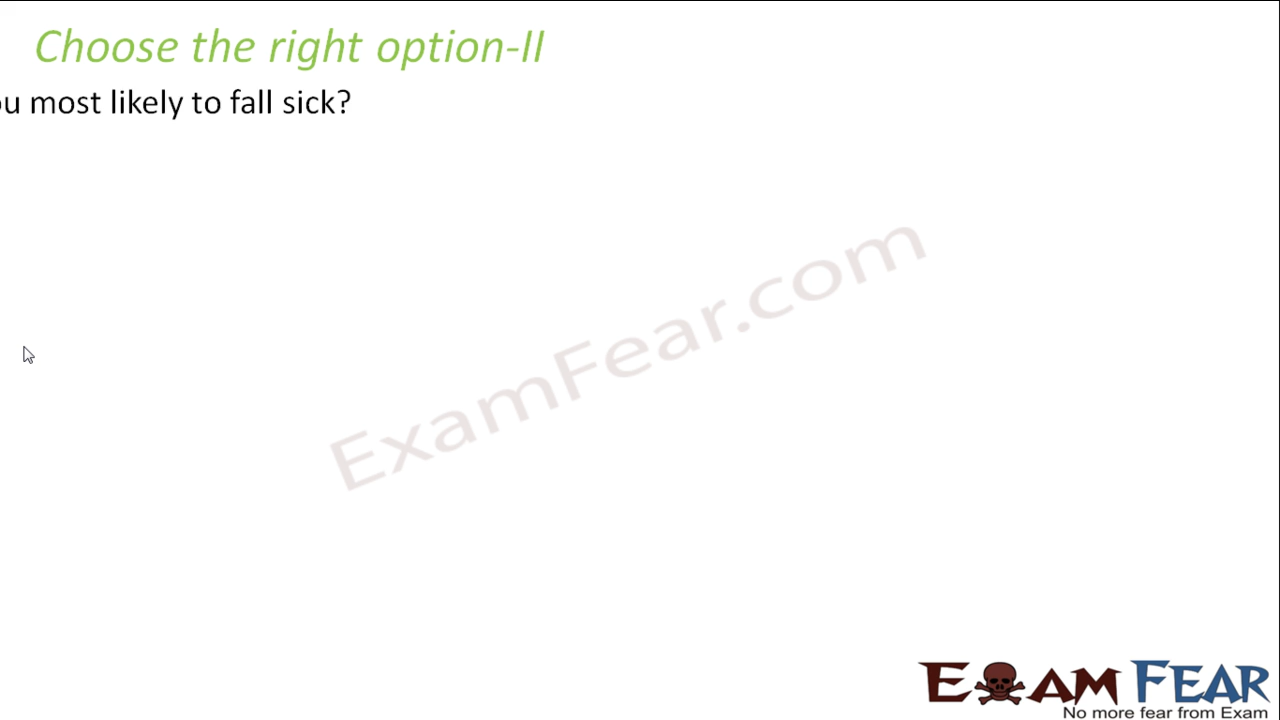 Choose the right option-II
ou most likely to fall sick?
ExamFear.com
EXAM FEAR
No more fear from Exam